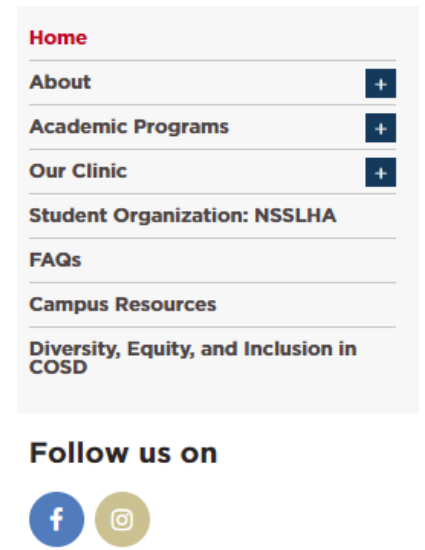 Home
About
+
Academic Programs
+
Our Clinic
+
Student Organization: NSSLHA
FAQs
Campus Resources
Diversity, Equity, and Inclusion in
COSD
Follow us on
f